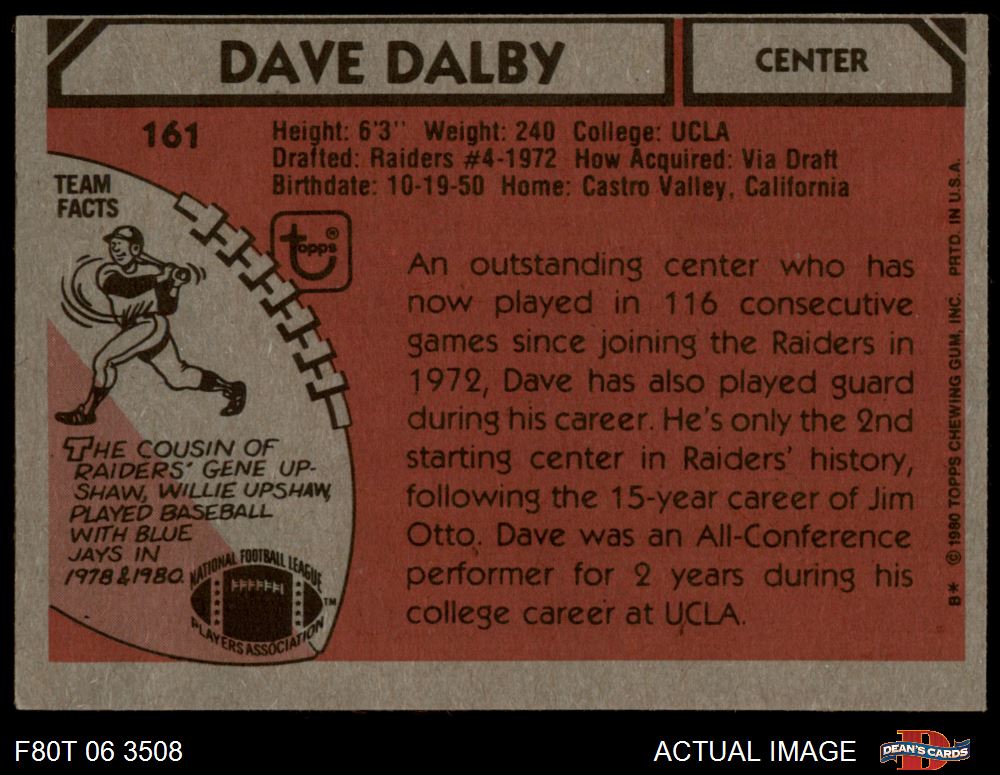 DAVE DALBY
CENTER
161
Height: 6'3'' Weight: 240 College: UCLA
Drafted: Raiders #4-1972 How Acquired: Via Draft
Birthdate: 10-19-50 Home: Castro Valley, California
TEAM
FACTS
topps®
An outstanding center who has
now played in 116 consecutive
games since joining the Raiders in
1972, Dave has also played guard
during his career. He's only the 2nd
starting center in Raiders' history,
following the 15-year career of Jim
Otto. Dave was an All-Conference
performer for 2 years during his
college career at UCLA.
THE COUSIN OF
RAIDERS' GENE UP-
SHAW, WILLIE UPSHAW,
PLAYED BASEBALL
WITH BLUE
JAYS IN
1978 & 1980.
NATIONAL FOOTBALL LEAGUE
PLAYERS ASSOCIATION
TM
B* © 1980 TOPPS CHEWING GUM, INC. PRTD. IN U.S.A.
F80T 06 3508
ACTUAL IMAGE
DEAN'S CARDS